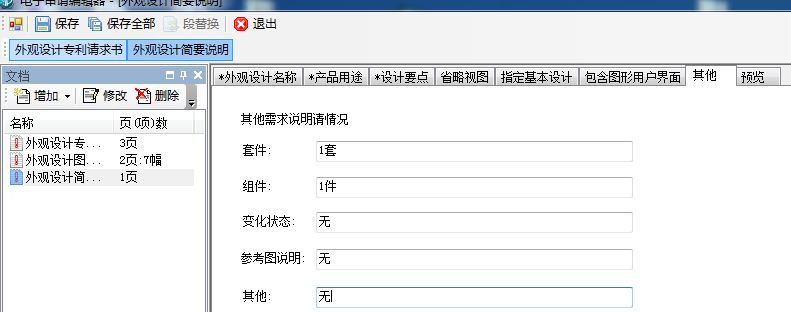 电子申请编辑器 - [外观设计简要说明]
保存 保存全部 段替换 退出
外观设计专利请求书 外观设计简要说明
文档
增加 修改 删除
名称 页(项)数
外观设计专... 3页
外观设计图... 2页:7幅
外观设计简... 1页
*外观设计名称 *产品用途 *设计要点 省略视图 指定基本设计 包含图形用户界面 其他 预览
其他需求说明请情况
套件: 1套
组件: 1件
变化状态: 无
参考图说明: 无
其他: 无